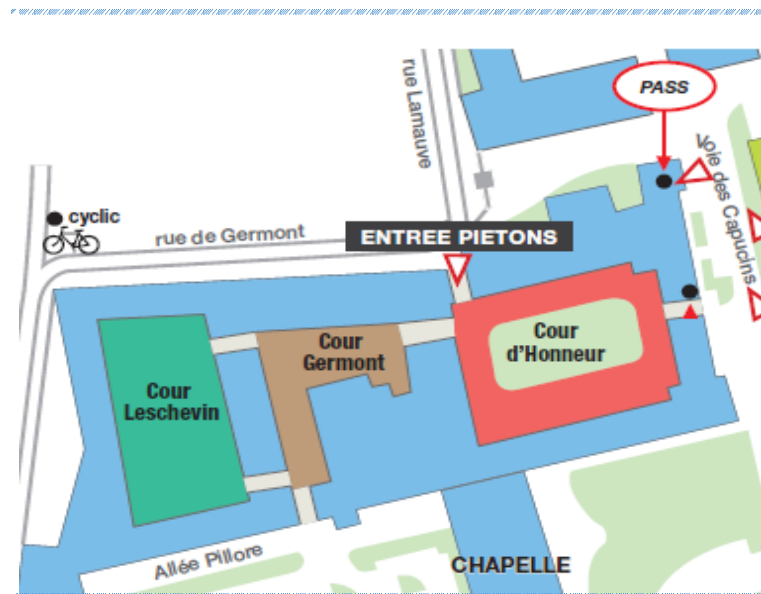 PASS
rue Lamauve
Voie des Capucins
cyclic
rue de Germont
ENTREE PIETONS
Cour
d'Honneur
Cour
Germont
Cour
Leschevin
Allée Pillore
CHAPELLE